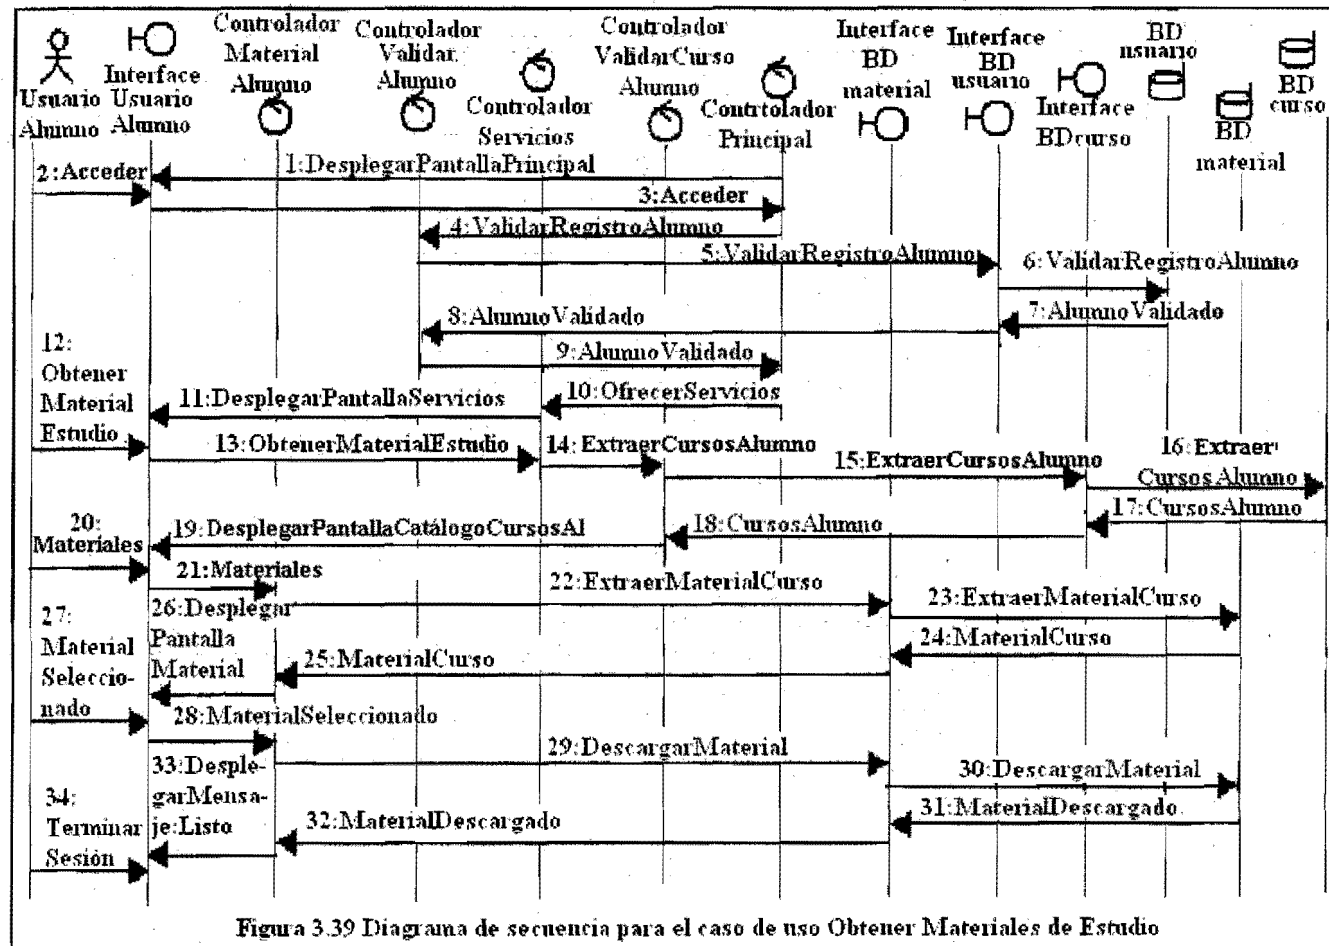 Usuario
Alumno
Interface
Usuario
Alumno
Controlador
Material
Alumno
Controlador
Validar
Alumno
Controlador
Servicios
Controlador
ValidarCurso
Alumno
Contrtolador
Principal
Interface
BD
material
Interface
BD
usuario
Interface
BDcurso
BD
usuario
BD
material
BD
curso
1:DesplegarPantallaPrincipal
2:Acceder
3:Acceder
4:ValidarRegistroAlumno
5:ValidarRegistroAlumno
6:ValidarRegistroAlumno
7:AlumnoValidado
8:AlumnoValidado
9:AlumnoValidado
10:OfrecerServicios
11:DesplegarPantallaServicios
12:
Obtener
Material
Estudio
13:ObtenerMaterialEstudio
14:ExtraerCursosAlumno
15:ExtraerCursosAlumno
16:Extraer
Cursos Alumno
17:CursosAlumno
18:CursosAlumno
19:DesplegarPantallaCatálogoCursosAl
20:
Materiales
21:Materiales
22:ExtraerMaterialCurso
23:ExtraerMaterialCurso
24:MaterialCurso
25:MaterialCurso
26:Desplegar
Pantalla
Material
27:
Material
Seleccio-
nado
28:MaterialSeleccionado
29:DescargarMaterial
30:DescargarMaterial
31:MaterialDescargado
32:MaterialDescargado
33:Desple-
garMensa-
je:Listo
34:
Terminar
Sesión
Figura 3.39 Diagrama de secuencia para el caso de uso Obtener Materiales de Estudio